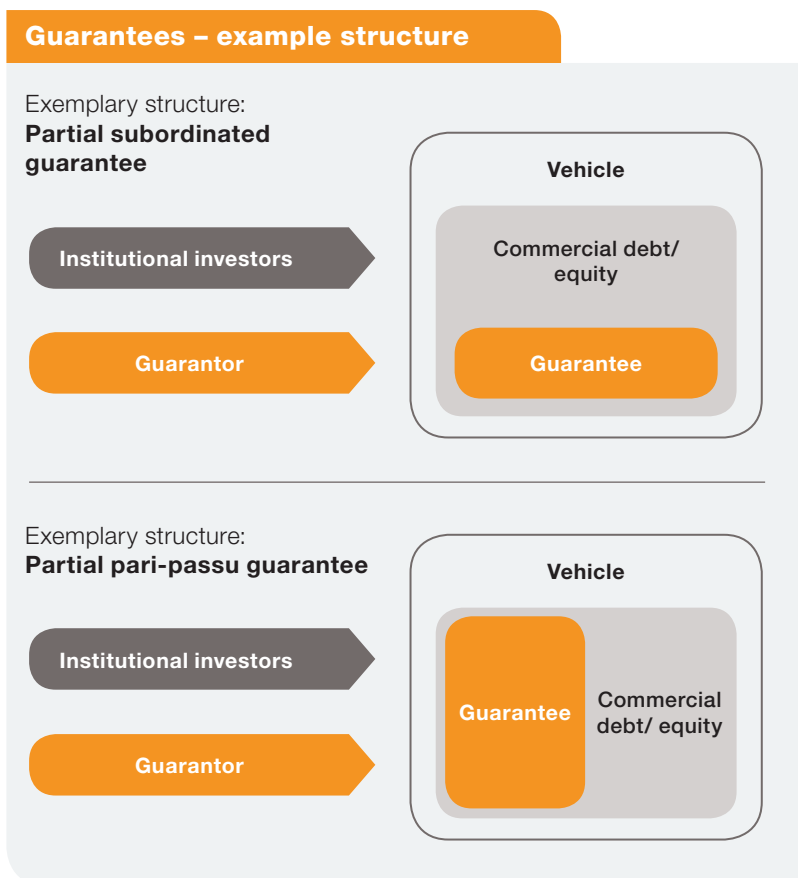 Guarantees – example structure
Exemplary structure:
Partial subordinated
guarantee
Vehicle
Institutional investors
Commercial debt/
equity
Guarantor
Guarantee
Exemplary structure:
Partial pari-passu guarantee
Vehicle
Institutional investors
Guarantee
Commercial
debt/ equity
Guarantor